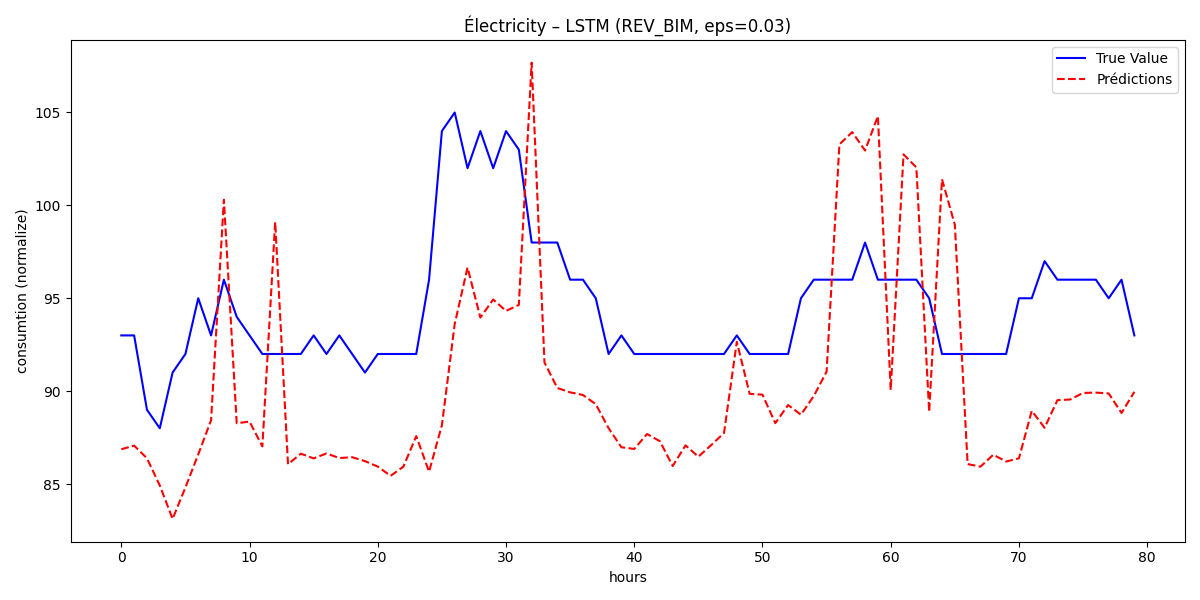 Électricity – LSTM (REV_BIM, eps=0.03)
True Value
Prédictions
consumtion (normalize)
105
100
95
90
85
0 10 20 30 40 50 60 70 80
hours